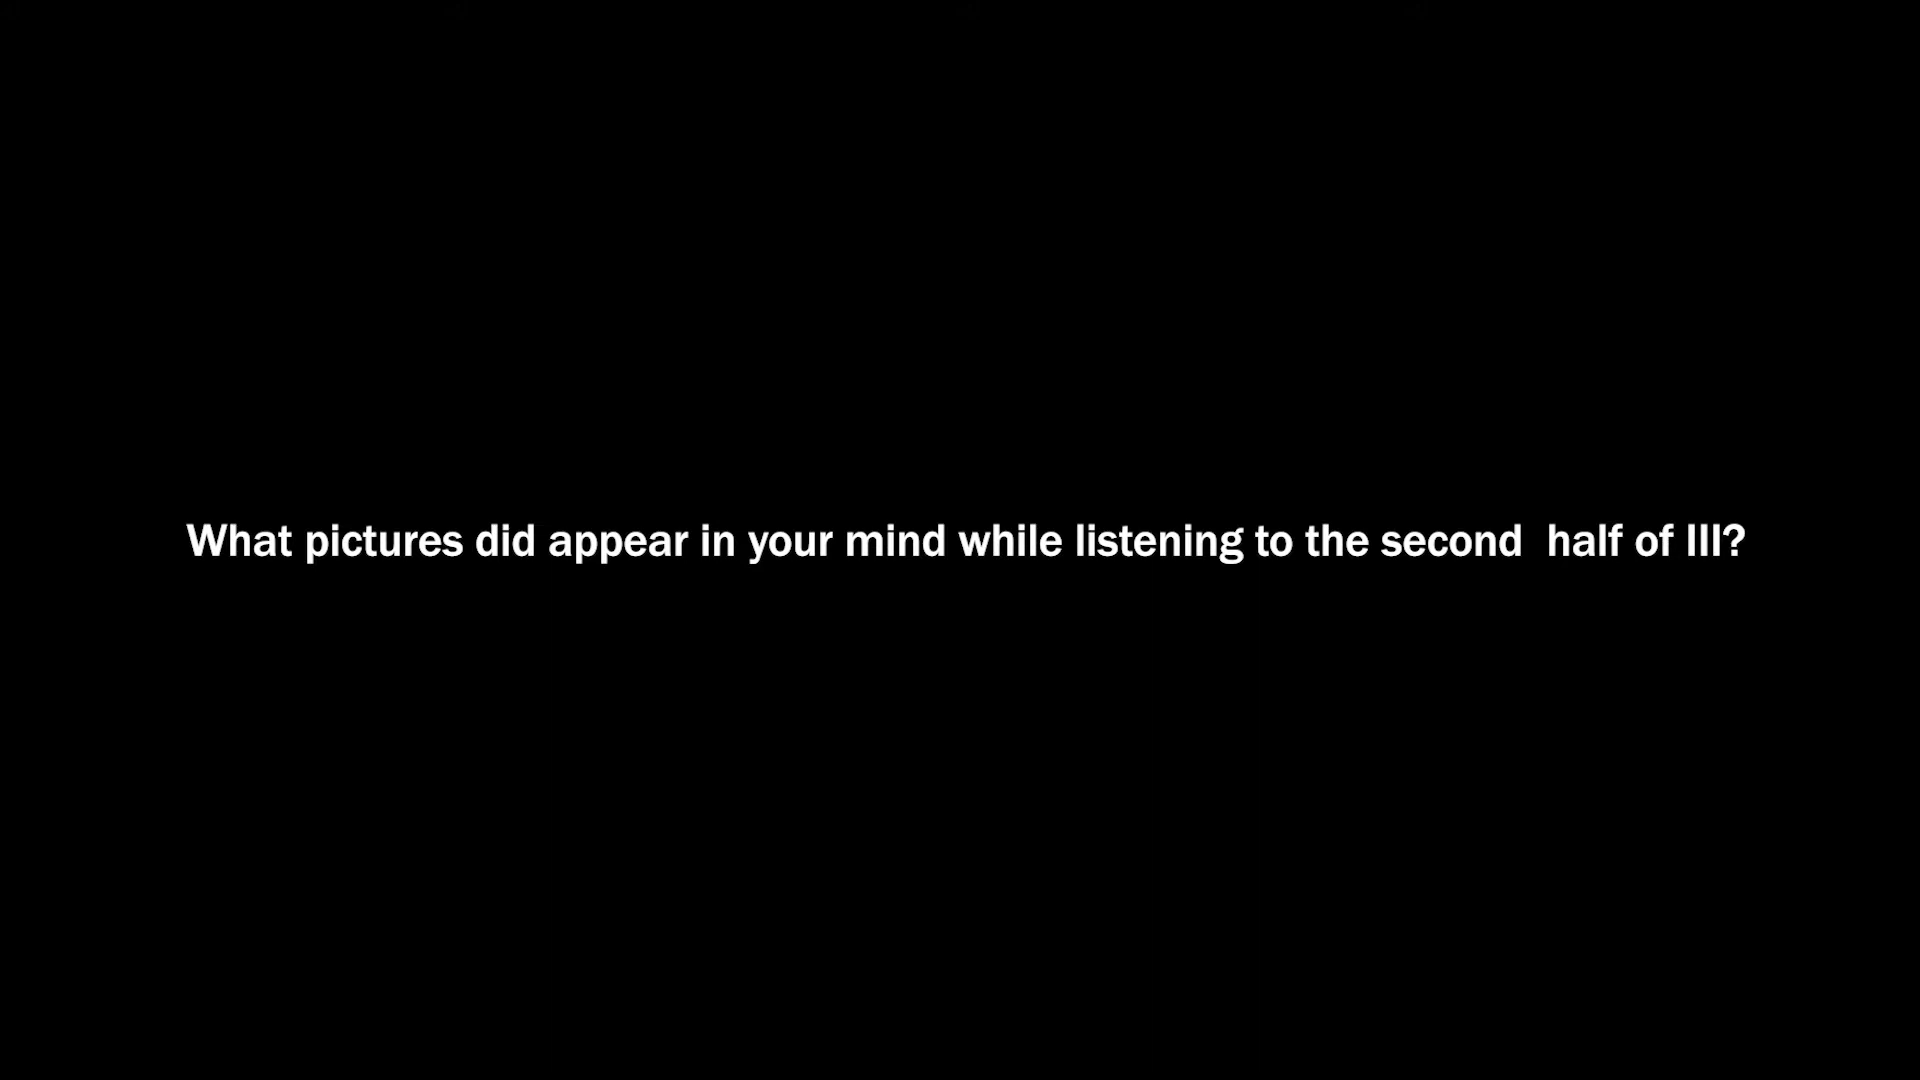 What pictures did appear in your mind while listening to the second  half of III?